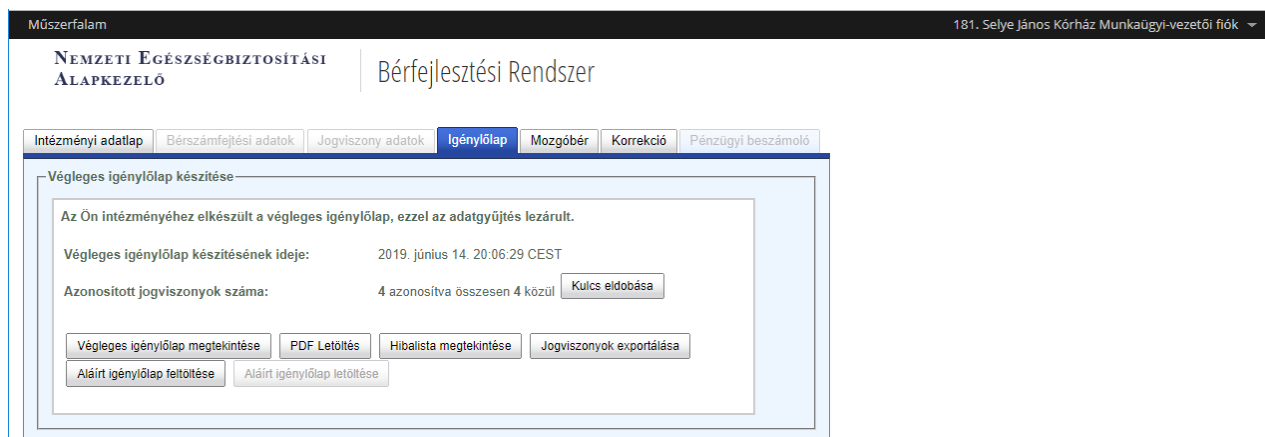 Műszerfalam
181. Selye János Kórház Munkaügyi-vezetői fiók
Nemzeti Egészségbiztosítási
Alapkezelő
Bérfejlesztési Rendszer
Intézményi adatlap Bérszámfejtési adatok Jogviszony adatok Igénylőlap Mozgóbér Korrekció Pénzügyi beszámoló
Végleges igénylőlap készítése
Az Ön intézményéhez elkészült a végleges igénylőlap, ezzel az adatgyűjtés lezárult.
Végleges igénylőlap készítésének ideje: 2019. június 14. 20:06:29 CEST
Azonosított jogviszonyok száma: 4 azonosítva összesen 4 közül Kulcs eldobása
Végleges igénylőlap megtekintése PDF Letöltés Hibalista megtekintése Jogviszonyok exportálása
Aláírt igénylőlap feltöltése Aláírt igénylőlap letöltése